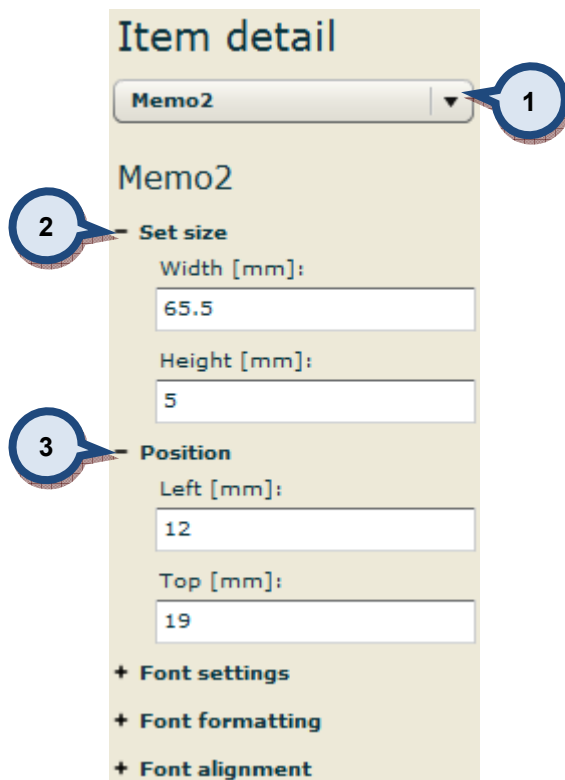 Item detail
Memo2
1
Memo2
2
- Set size
Width [mm]:
65.5
Height [mm]:
5
3
- Position
Left [mm]:
12
Top [mm]:
19
+ Font settings
+ Font formatting
+ Font alignment